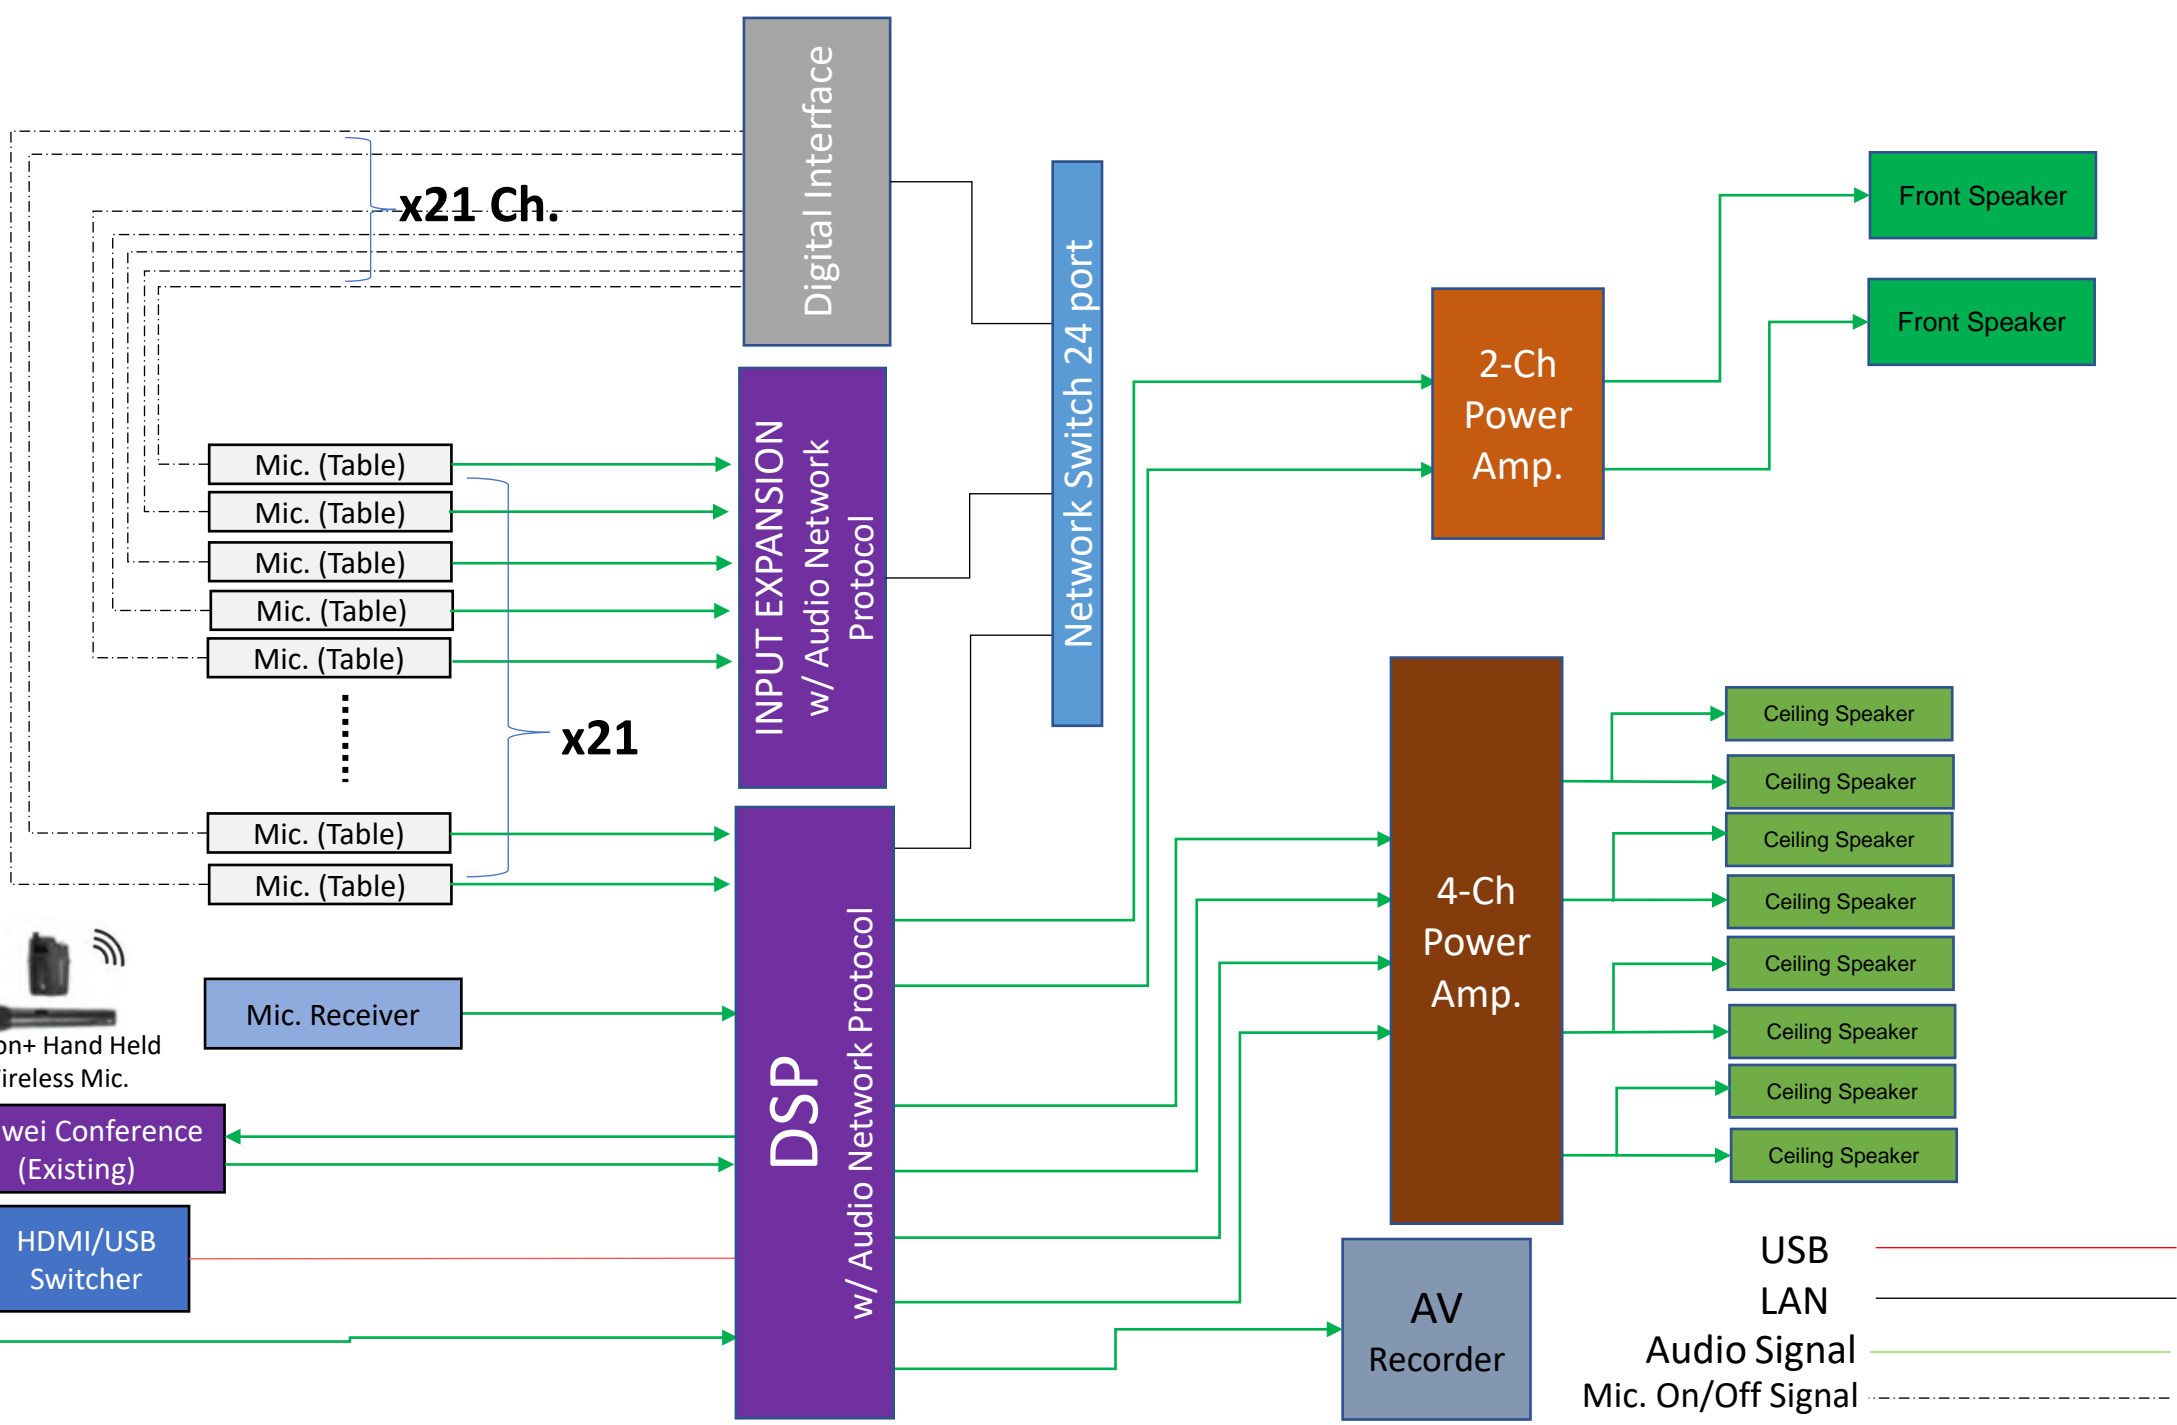 Digital Interface
x21 Ch.
Network Switch 24 port
Front Speaker
Front Speaker
2-Ch
Power
Amp.
INPUT EXPANSION
w/ Audio Network
Protocol
Mic. (Table)
Mic. (Table)
Mic. (Table)
Mic. (Table)
Mic. (Table)
x21
Mic. (Table)
Mic. (Table)
4-Ch
Power
Amp.
Ceiling Speaker
Ceiling Speaker
Ceiling Speaker
Ceiling Speaker
Ceiling Speaker
Ceiling Speaker
Ceiling Speaker
Ceiling Speaker
Mic. Receiver
on+ Hand Held
ireless Mic.
DSP
w/ Audio Network Protocol
wei Conference
(Existing)
HDMI/USB
Switcher
AV
Recorder
USB
LAN
Audio Signal
Mic. On/Off Signal